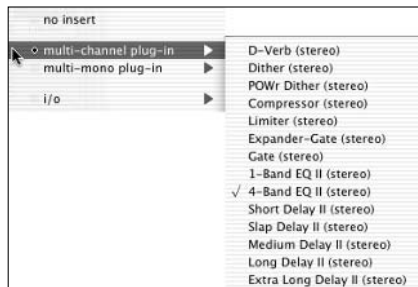 no insert
multi-channel plug-in
multi-mono plug-in
i/o
D-Verb (stereo)
Dither (stereo)
POWr Dither (stereo)
Compressor (stereo)
Limiter (stereo)
Expander-Gate (stereo)
Gate (stereo)
1-Band EQ II (stereo)
√ 4-Band EQ II (stereo)
Short Delay II (stereo)
Slap Delay II (stereo)
Medium Delay II (stereo)
Long Delay II (stereo)
Extra Long Delay II (stereo)